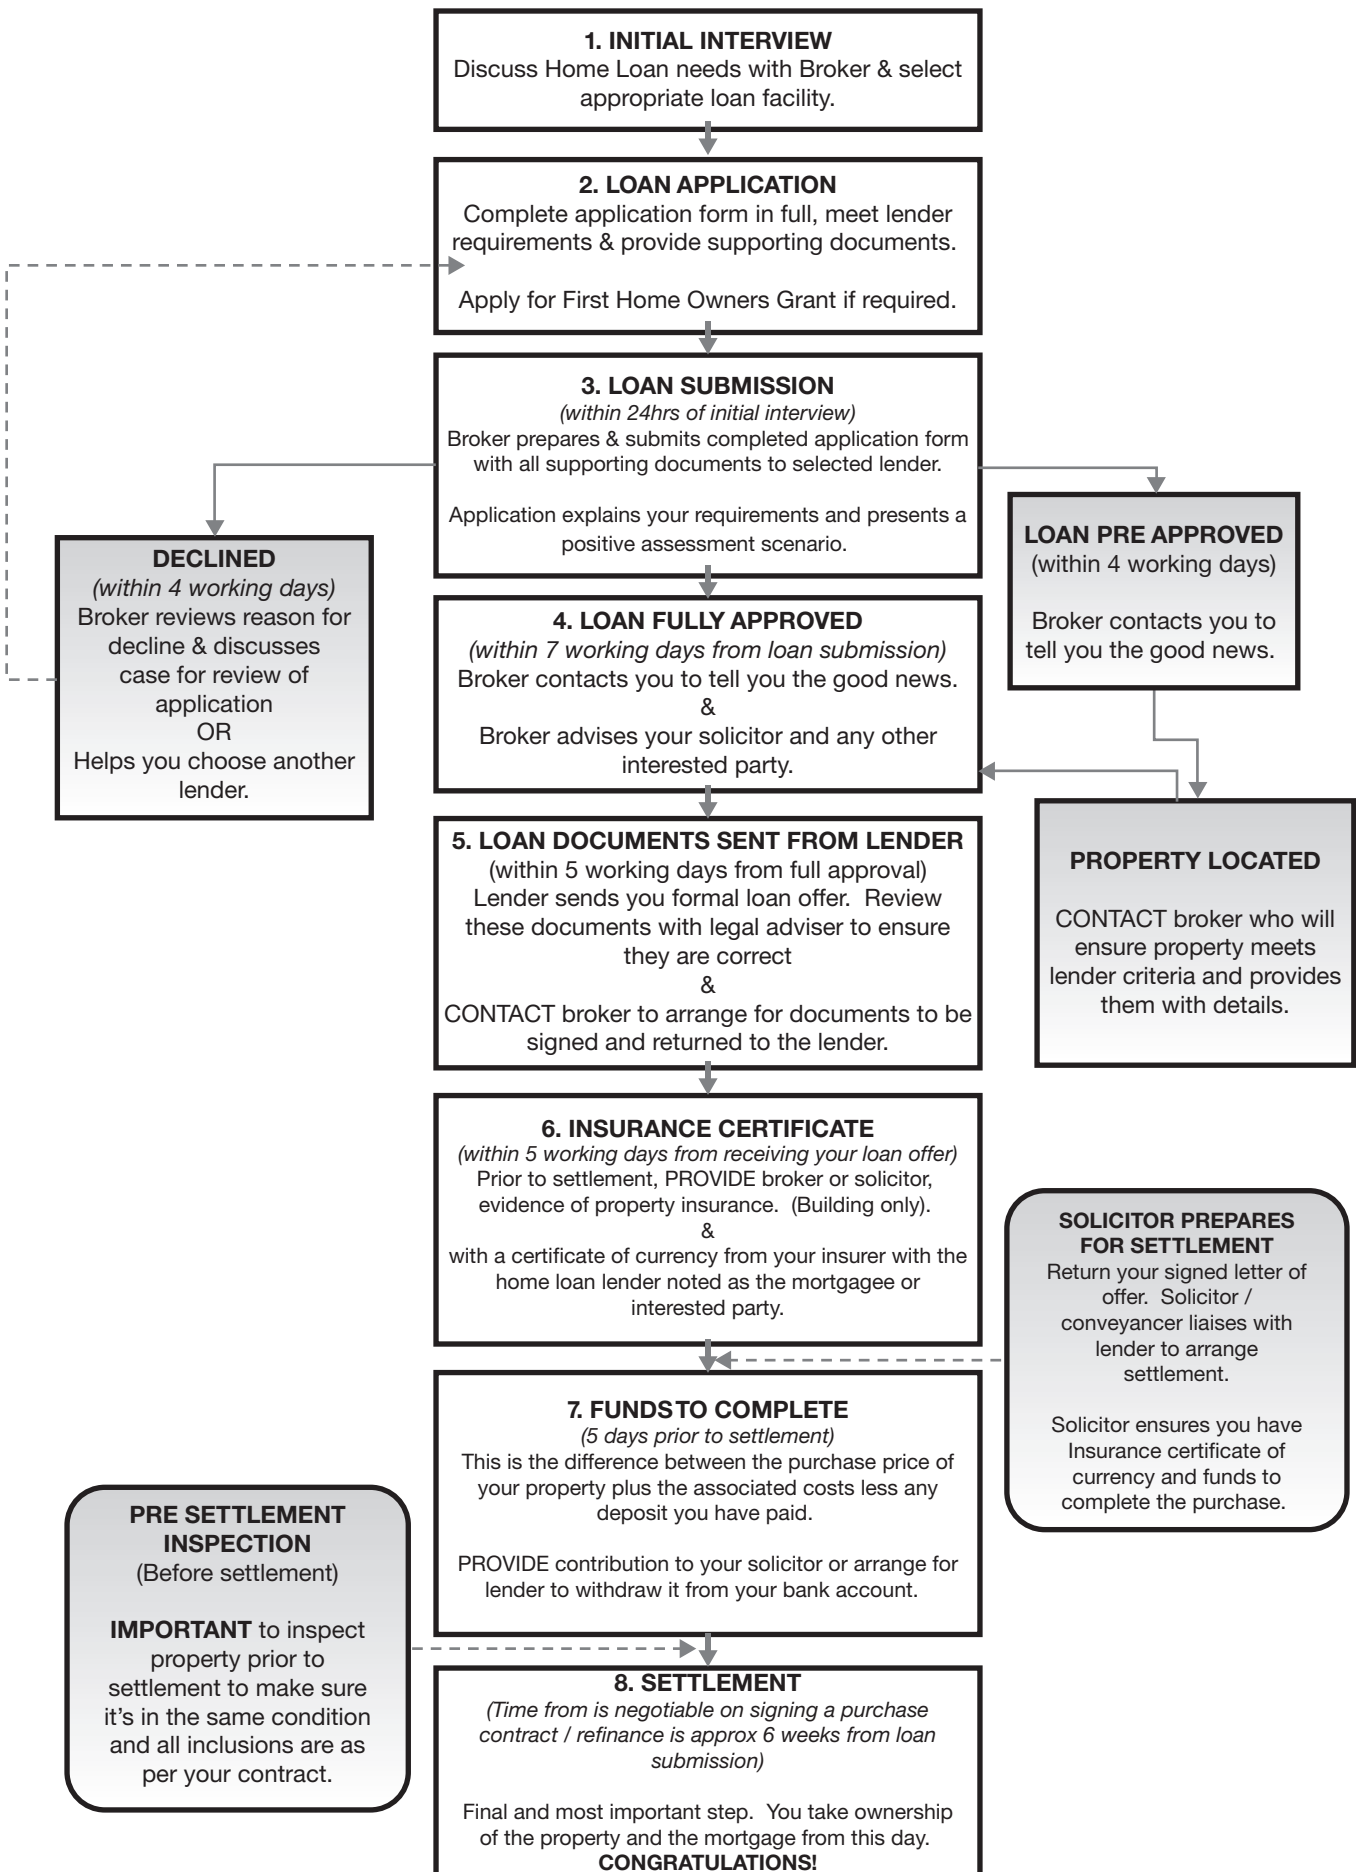 1. INITIAL INTERVIEW
Discuss Home Loan needs with Broker & select
appropriate loan facility.
2. LOAN APPLICATION
Complete application form in full, meet lender
requirements & provide supporting documents.
Apply for First Home Owners Grant if required.
3. LOAN SUBMISSION
(within 24hrs of initial interview)
Broker prepares & submits completed application form
with all supporting documents to selected lender.
Application explains your requirements and presents a
positive assessment scenario.
DECLINED
(within 4 working days)
Broker reviews reason for
decline & discusses
case for review of
application
OR
Helps you choose another
lender.
LOAN PRE APPROVED
(within 4 working days)
Broker contacts you to
tell you the good news.
4. LOAN FULLY APPROVED
(within 7 working days from loan submission)
Broker contacts you to tell you the good news.
&
Broker advises your solicitor and any other
interested party.
PROPERTY LOCATED
CONTACT broker who will
ensure property meets
lender criteria and provides
them with details.
5. LOAN DOCUMENTS SENT FROM LENDER
(within 5 working days from full approval)
Lender sends you formal loan offer.  Review
these documents with legal adviser to ensure
they are correct
&
CONTACT broker to arrange for documents to be
signed and returned to the lender.
6. INSURANCE CERTIFICATE
(within 5 working days from receiving your loan offer)
Prior to settlement, PROVIDE broker or solicitor,
evidence of property insurance.  (Building only).
&
with a certificate of currency from your insurer with the
home loan lender noted as the mortgagee or
interested party.
SOLICITOR PREPARES
FOR SETTLEMENT
Return your signed letter of
offer.  Solicitor /
conveyancer liaises with
lender to arrange
settlement.
Solicitor ensures you have
Insurance certificate of
currency and funds to
complete the purchase.
7. FUNDS TO COMPLETE
(5 days prior to settlement)
This is the difference between the purchase price of
your property plus the associated costs less any
deposit you have paid.
PROVIDE contribution to your solicitor or arrange for
lender to withdraw it from your bank account.
PRE SETTLEMENT
INSPECTION
(Before settlement)
IMPORTANT to inspect
property prior to
settlement to make sure
it's in the same condition
and all inclusions are as
per your contract.
8. SETTLEMENT
(Time from is negotiable on signing a purchase
contract / refinance is approx 6 weeks from loan
submission)
Final and most important step.  You take ownership
of the property and the mortgage from this day.
CONGRATULATIONS!